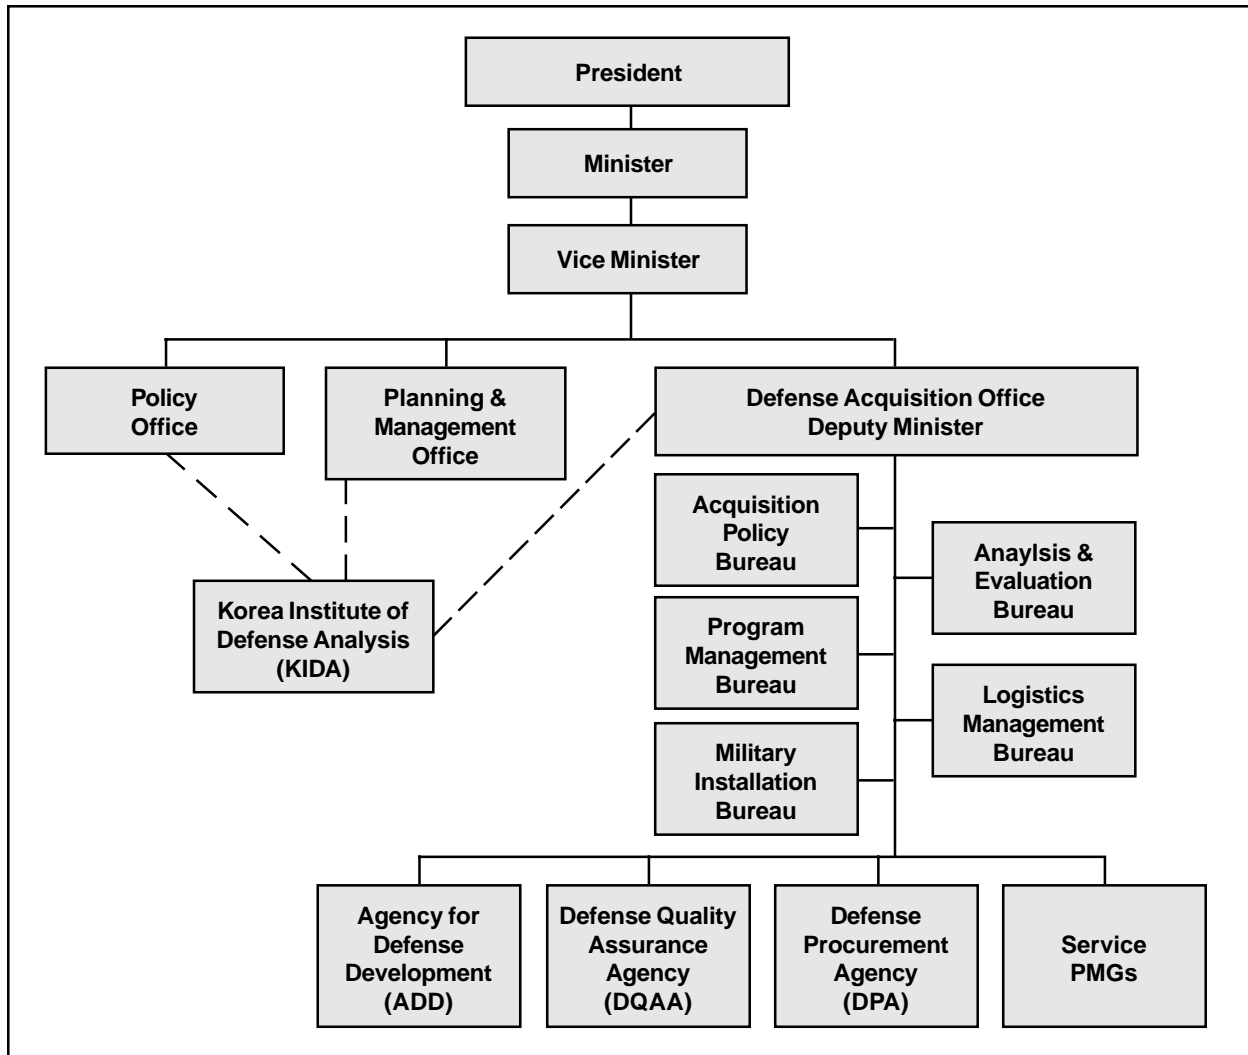 President
Minister
Vice Minister
Policy
Office
Planning &
Management
Office
Defense Acquisition Office
Deputy Minister
Acquisition
Policy
Bureau
Anaylsis &
Evaluation
Bureau
Korea Institute of
Defense Analysis
(KIDA)
Program
Management
Bureau
Logistics
Management
Bureau
Military
Installation
Bureau
Agency for
Defense
Development
(ADD)
Defense Quality
Assurance
Agency
(DQAA)
Defense
Procurement
Agency
(DPA)
Service
PMGs